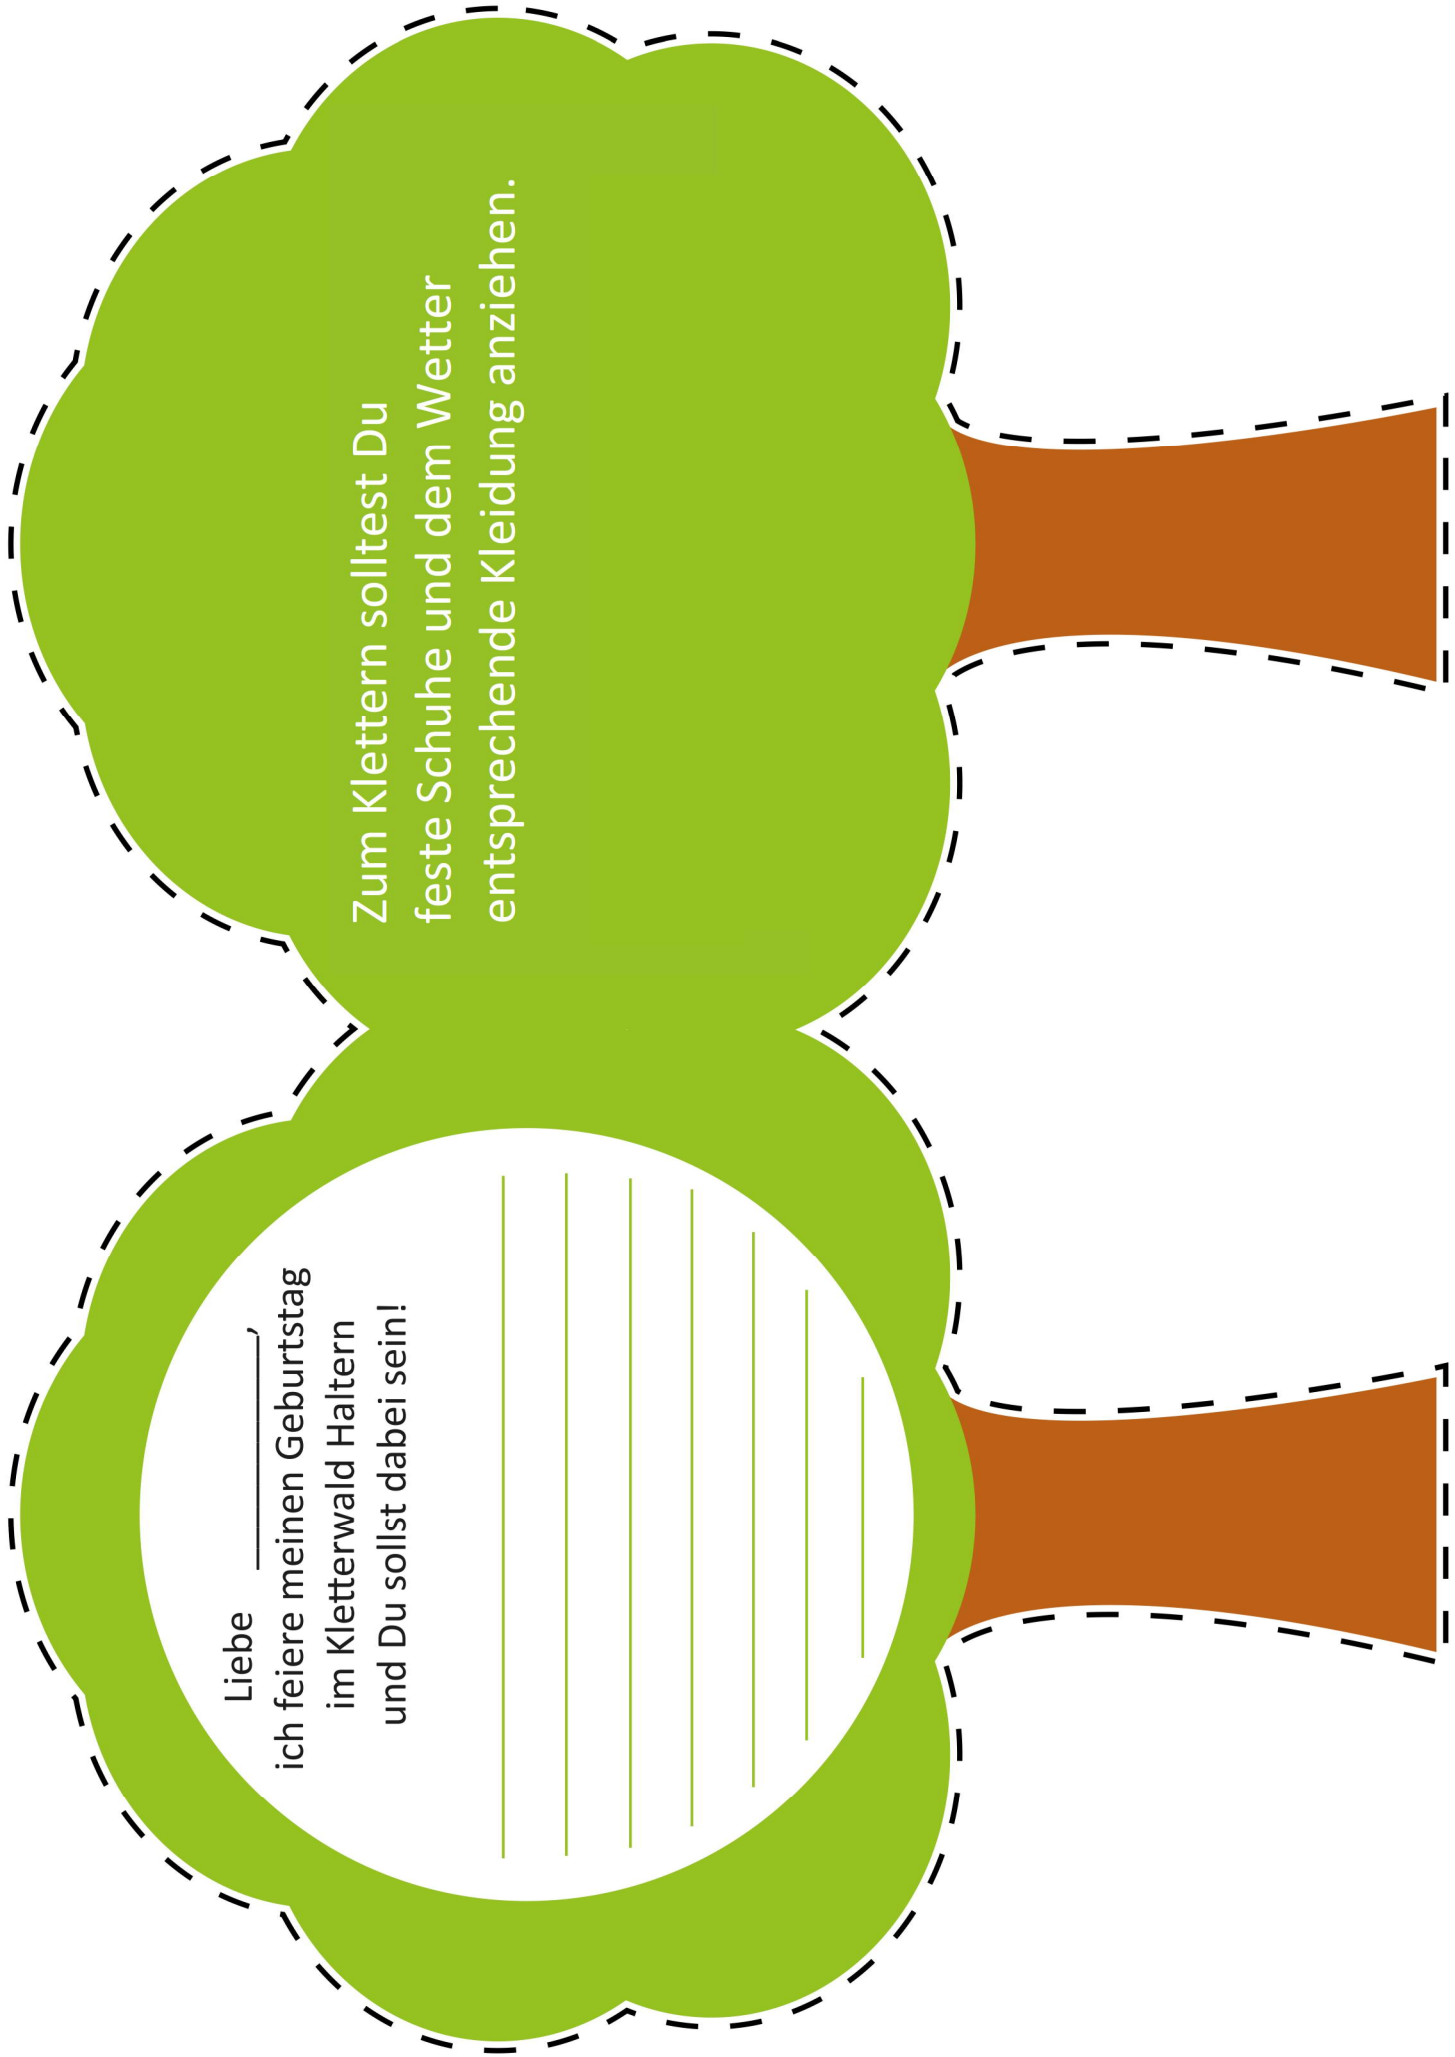 Liebe ____________,
ich feiere meinen Geburtstag
im Kletterwald Haltern
und Du sollst dabei sein!
Zum Klettern solltest Du
feste Schuhe und dem Wetter
entsprechende Kleidung anziehen.